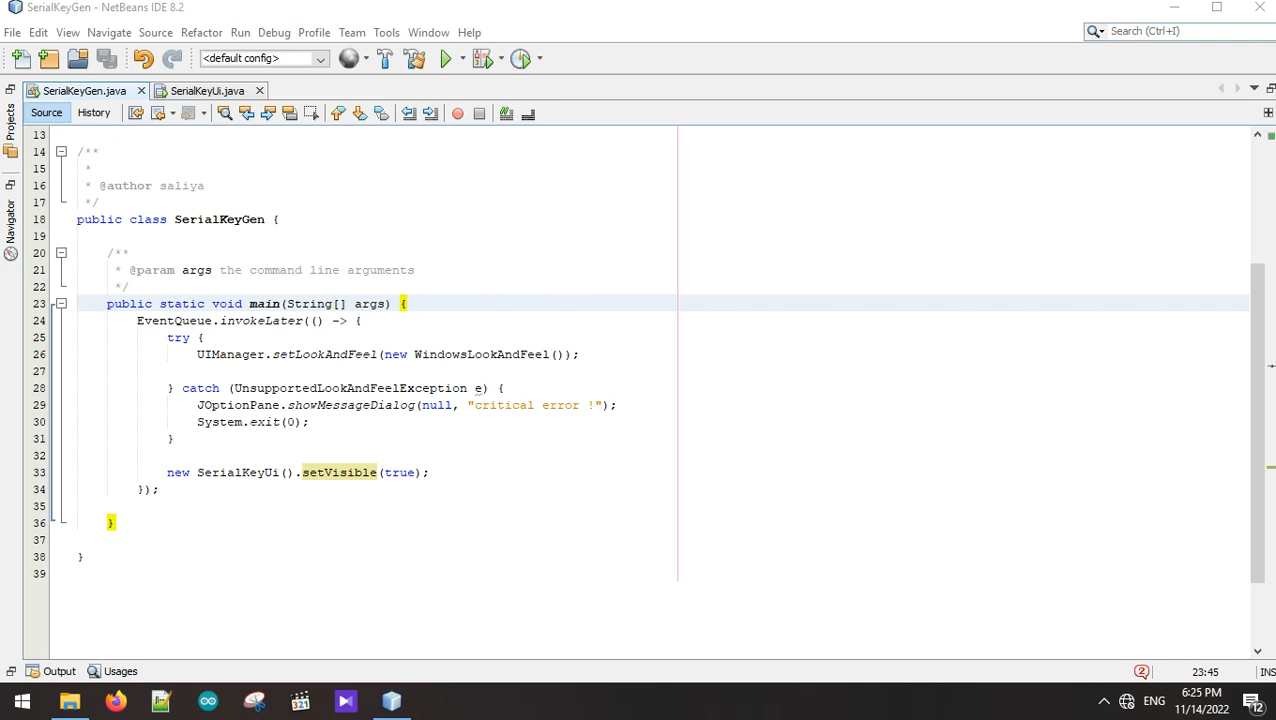 SerialKeyGen - NetBeans IDE 8.2
File Edit View Navigate Source Refactor Run Debug Profile Team Tools Window Help
Search (Ctrl+I)
<default config>
SerialKeyGen.java
SerialKeyUi.java
Source History
Projects
Navigator
13
14 /**
15 *
16 * @author saliya
17 */
18 public class SerialKeyGen {
19
20 /**
21 * @param args the command line arguments
22 */
23 public static void main(String[] args) {
24 EventQueue.invokeLater(() -> {
25 try {
26 UIManager.setLookAndFeel(new WindowsLookAndFeel());
27
28 } catch (UnsupportedLookAndFeelException e) {
29 JOptionPane.showMessageDialog(null, "critical error !");
30 System.exit(0);
31 }
32
33 new SerialKeyUi().setVisible(true);
34 });
35
36 }
37
38 }
39
Output Usages
2
23:45
INS
321
ENG
6:25 PM
11/14/2022
12